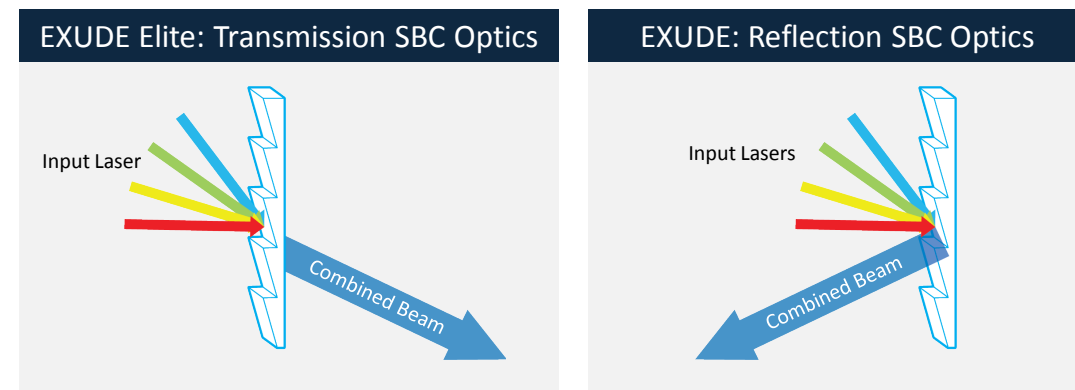 EXUDE Elite: Transmission SBC Optics
Input Laser
Combined Beam
EXUDE: Reflection SBC Optics
Input Lasers
Combined Beam